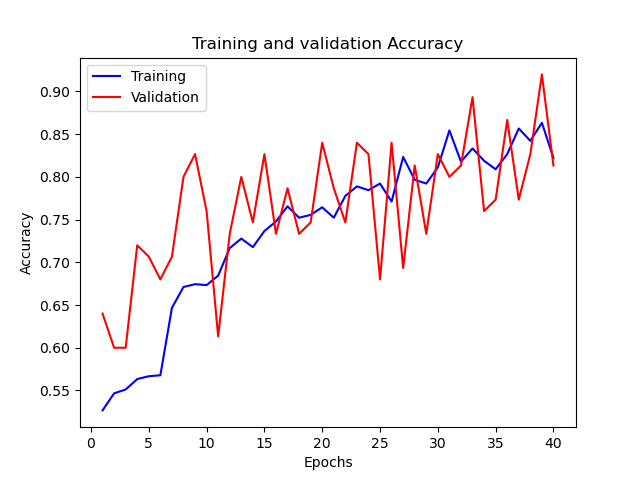 Training and validation Accuracy
Training
Validation
0.90
0.85
0.80
0.75
0.70
0.65
0.60
0.55
Accuracy
0 5 10 15 20 25 30 35 40
Epochs